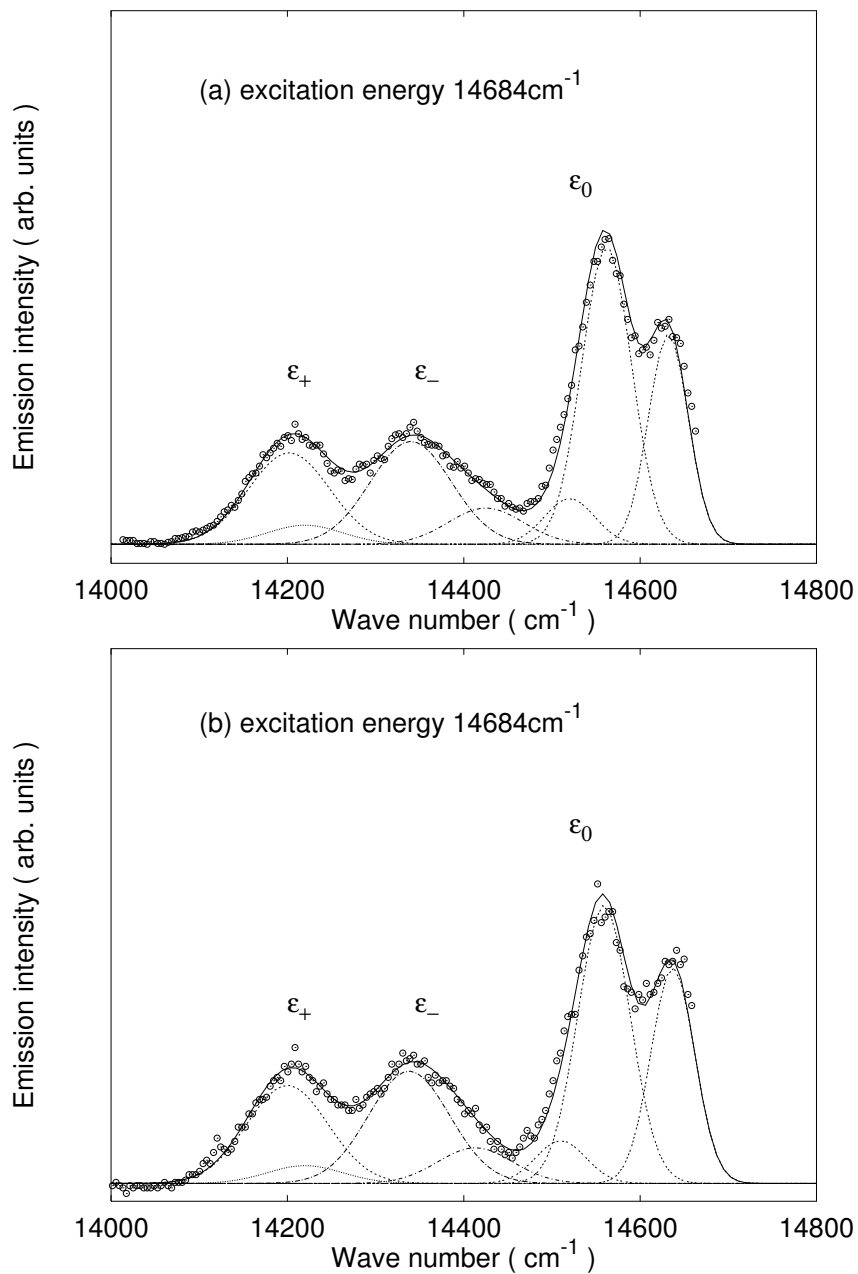 (a) excitation energy 14684cm⁻¹
ε₀
ε₊ ε₋
Emission intensity ( arb. units )
14000 14200 14400 14600 14800
Wave number ( cm⁻¹ )
(b) excitation energy 14684cm⁻¹
ε₀
ε₊ ε₋
Emission intensity ( arb. units )
14000 14200 14400 14600 14800
Wave number ( cm⁻¹ )